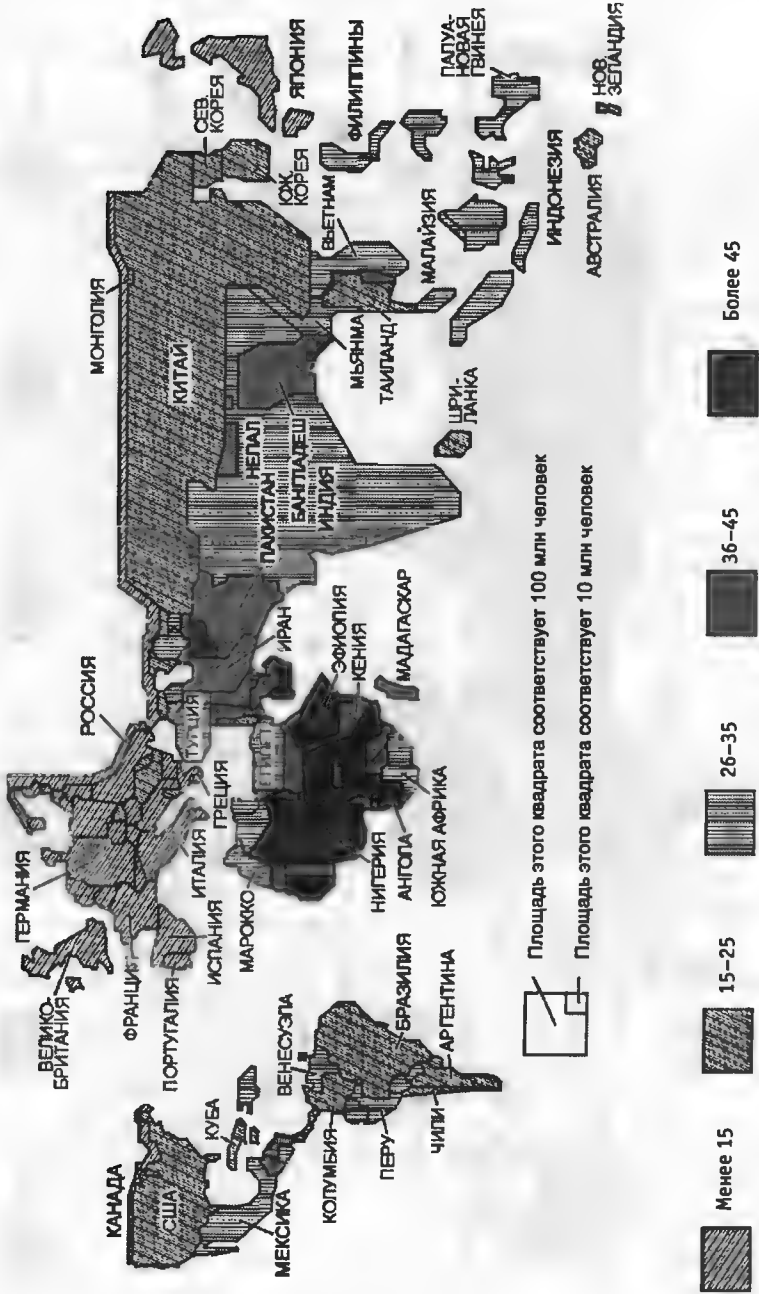 КАНАДА
США
МЕКСИКА
КУБА
ВЕНЕСУЭЛА
КОЛУМБИЯ
ПЕРУ
БРАЗИЛИЯ
ЧИЛИ
АРГЕНТИНА
ВЕЛИКО-
БРИТАНИЯ
ГЕРМАНИЯ
РОССИЯ
ФРАНЦИЯ
ПОРТУГАЛИЯ
ИСПАНИЯ
ИТАЛИЯ
ГРЕЦИЯ
ТУРЦИЯ
МАРОККО
НИГЕРИЯ
АНГОЛА
ЮЖНАЯ АФРИКА
ЭФИОПИЯ
КЕНИЯ
МАДАГАСКАР
ИРАН
МОНГОЛИЯ
КИТАЙ
ПАКИСТАН
НЕПАЛ
БАНГЛАДЕШ
ИНДИЯ
ШРИ-
ЛАНКА
МЬЯНМА
ТАИЛАНД
ВЬЕТНАМ
МАЛАЙЗИЯ
СЕВ.
КОРЕЯ
ЮЖ.
КОРЕЯ
ЯПОНИЯ
ФИЛИППИНЫ
ПАПУА-
НОВАЯ
ГВИНЕЯ
ИНДОНЕЗИЯ
АВСТРАЛИЯ
НОВ.
ЗЕЛАНДИЯ
Площадь этого квадрата соответствует 100 млн человек
Площадь этого квадрата соответствует 10 млн человек
Менее 15
15–25
26–35
36–45
Более 45